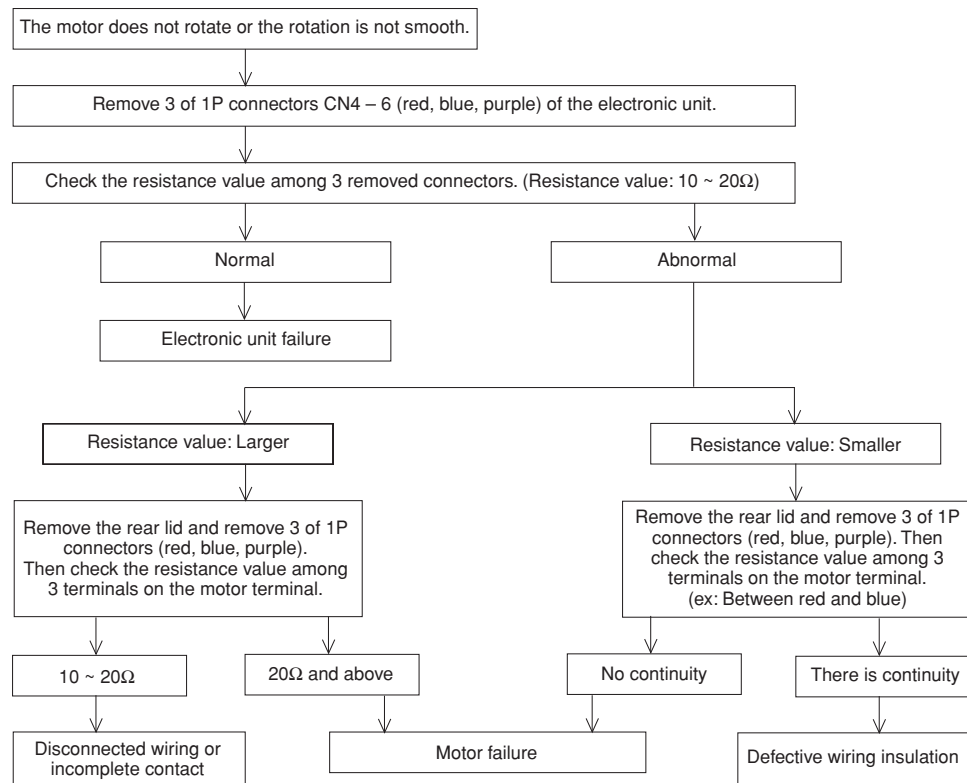 The motor does not rotate or the rotation is not smooth.
Remove 3 of 1P connectors CN4 – 6 (red, blue, purple) of the electronic unit.
Check the resistance value among 3 removed connectors. (Resistance value: 10 ~ 20Ω)
Normal
Abnormal
Electronic unit failure
Resistance value: Larger
Resistance value: Smaller
Remove the rear lid and remove 3 of 1P
connectors (red, blue, purple).
Then check the resistance value among
3 terminals on the motor terminal.
Remove the rear lid and remove 3 of 1P
connectors (red, blue, purple). Then
check the resistance value among 3
terminals on the motor terminal.
(ex: Between red and blue)
10 ~ 20Ω
20Ω and above
No continuity
There is continuity
Disconnected wiring or
incomplete contact
Motor failure
Defective wiring insulation